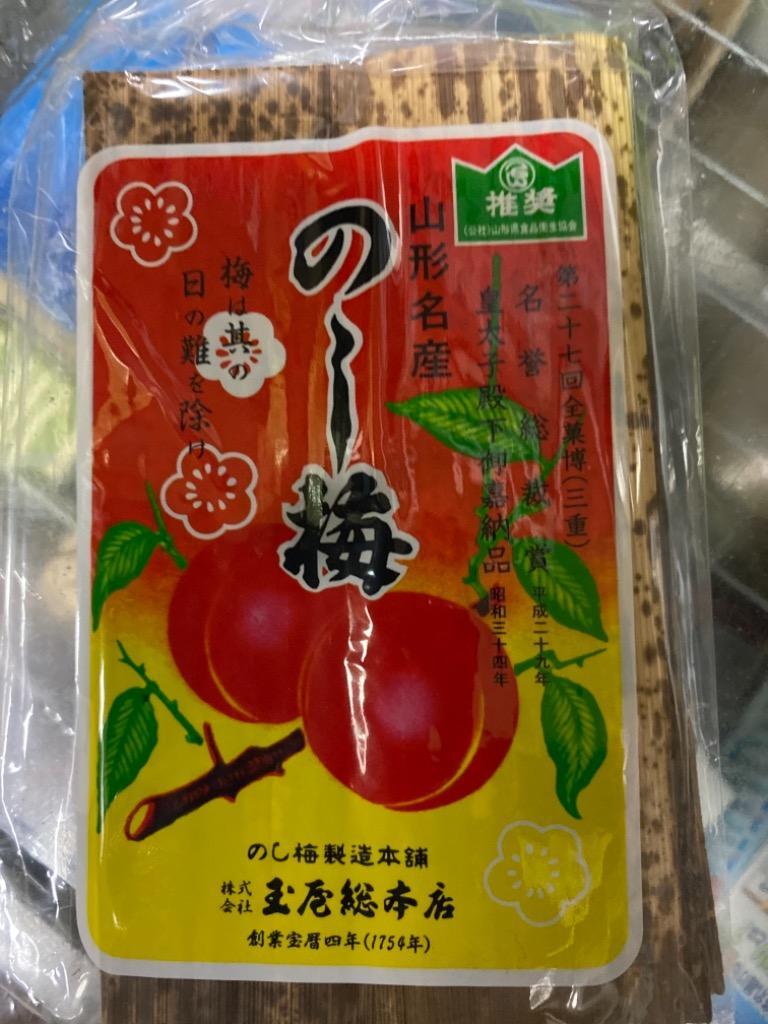 推奨
(公社)山形県食品衛生協会
第二十七回全菓博(三重)
名誉総裁賞 平成二十九年
皇太子殿下御嘉納品 昭和三十四年
山形名産
のし梅
梅は其の
日の難を除け
のし梅製造本舗
株式会社 玉屋総本店
創業宝暦四年(1754年)